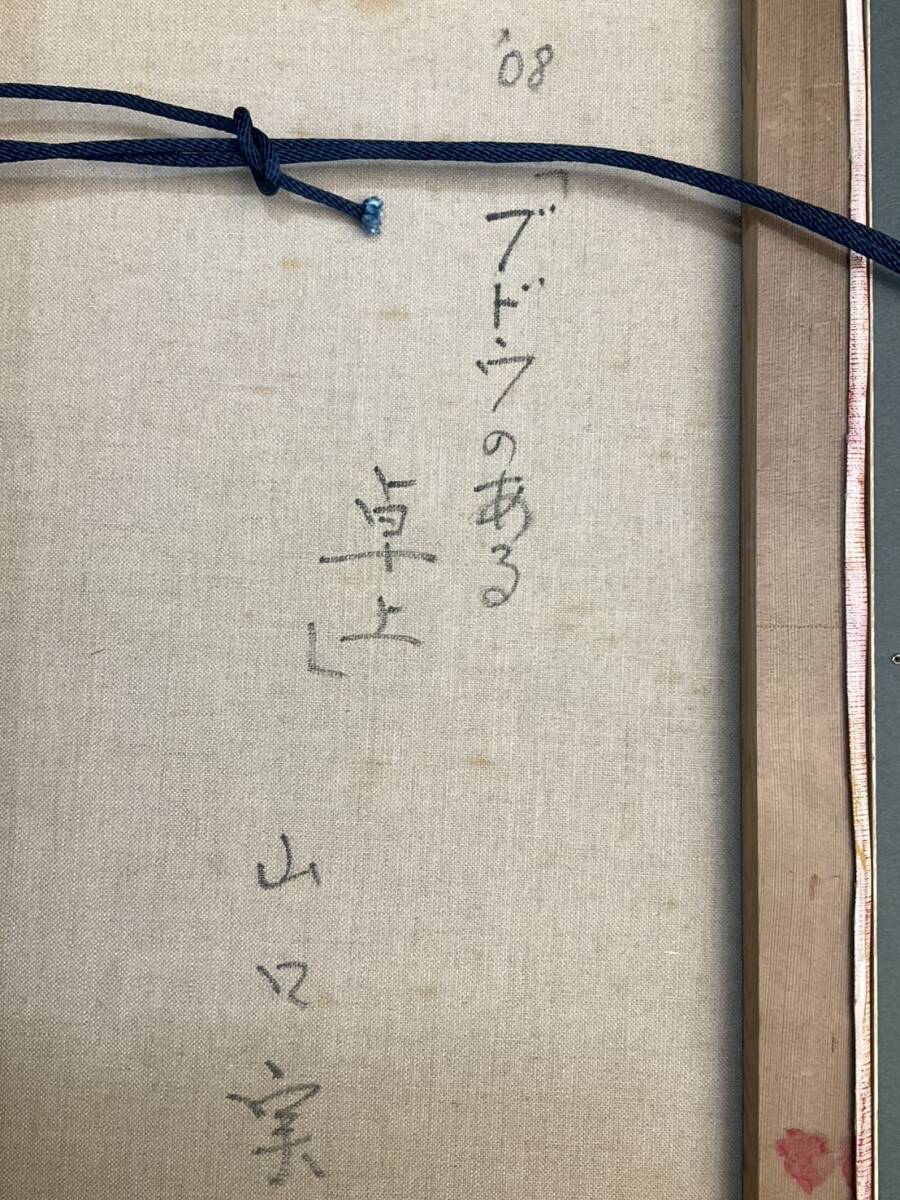 '08
「ブドウのある
卓上」
山口実